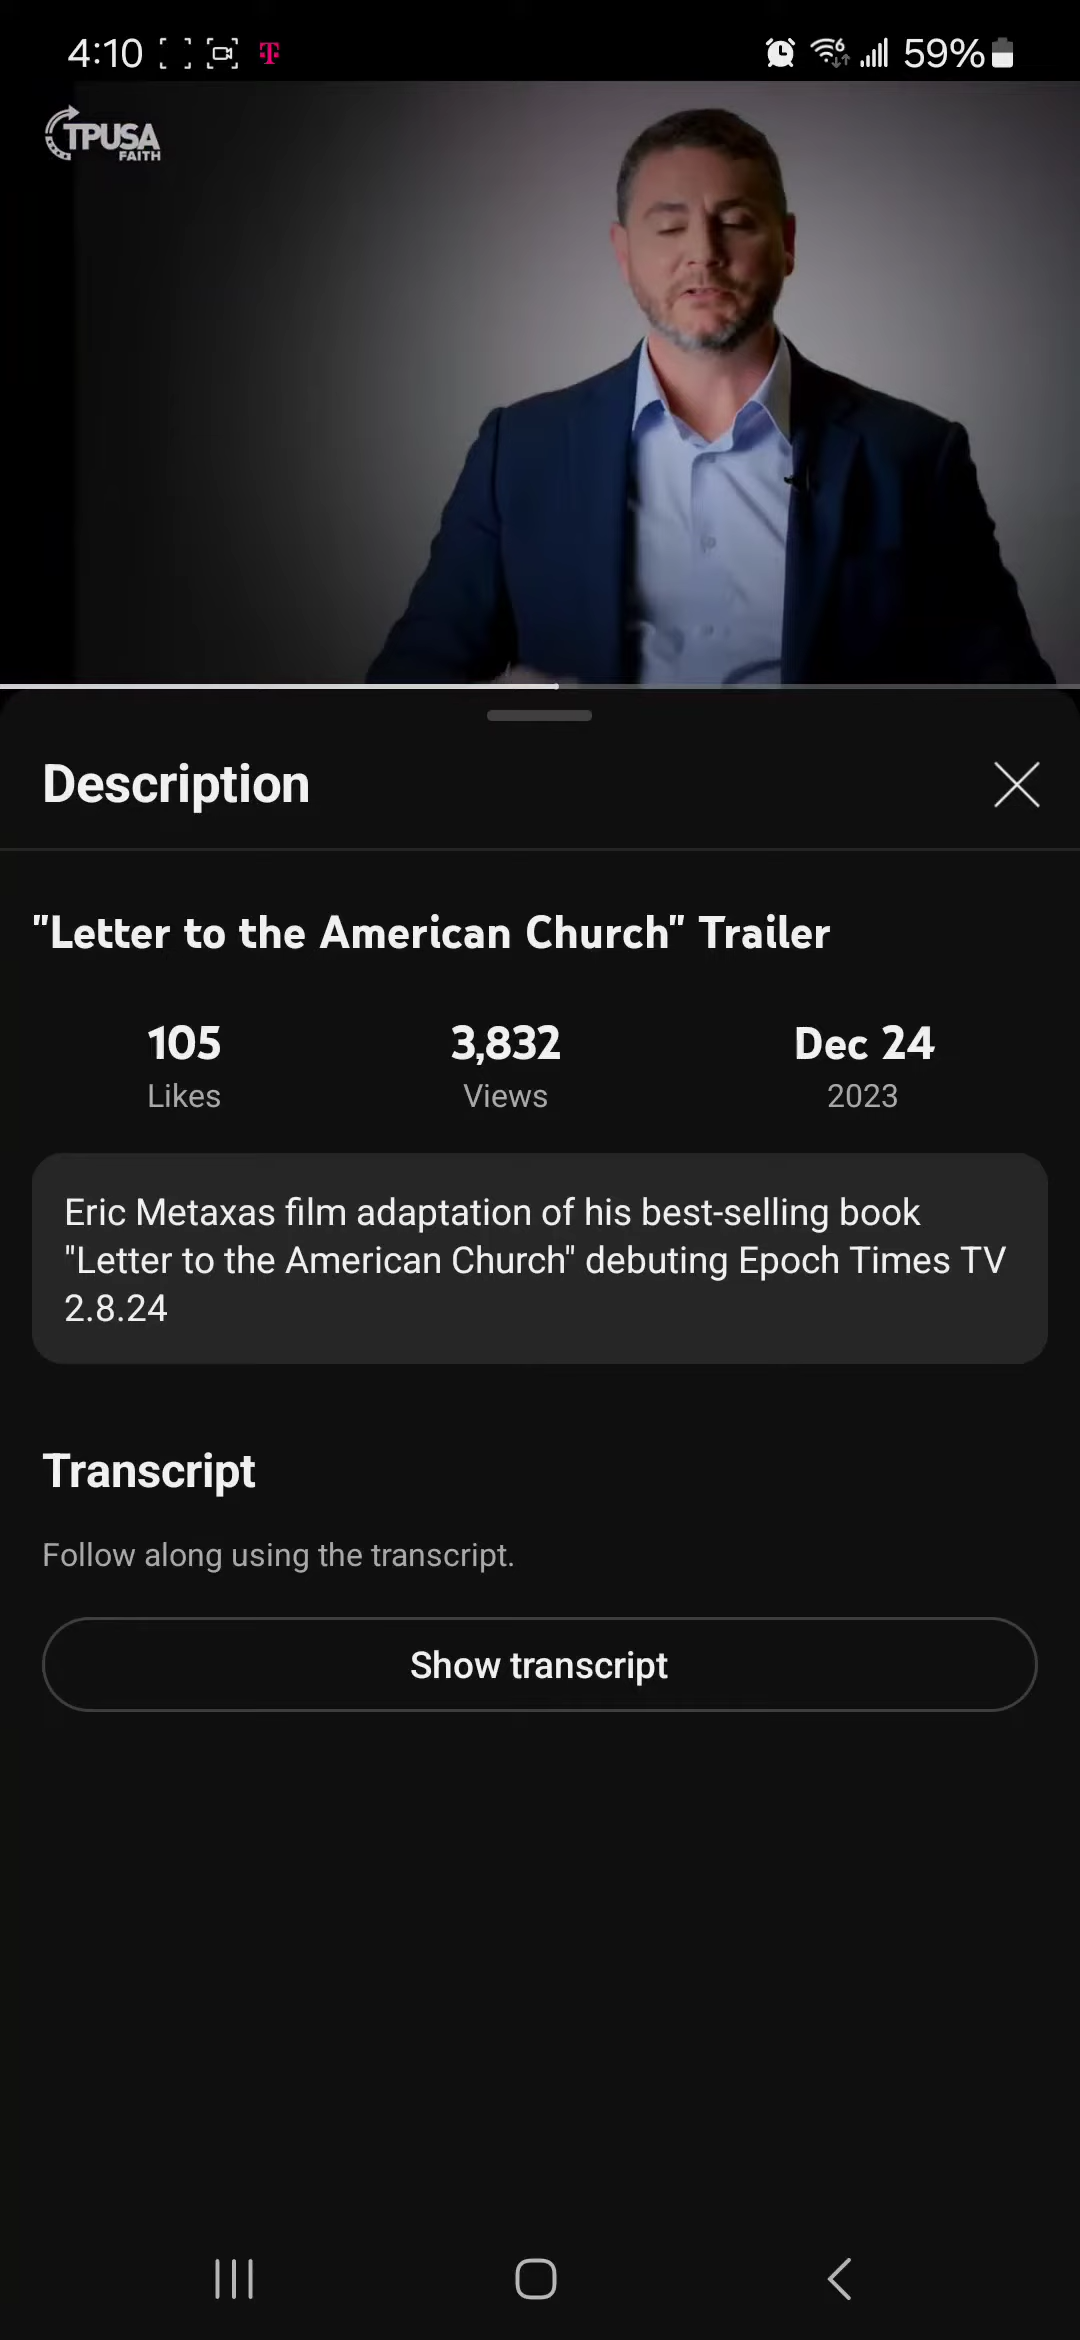 4:10
59%
TPUSA
FAITH
Description
"Letter to the American Church" Trailer
105
Likes
3,832
Views
Dec 24
2023
Eric Metaxas film adaptation of his best-selling book
"Letter to the American Church" debuting Epoch Times TV
2.8.24
Transcript
Follow along using the transcript.
Show transcript